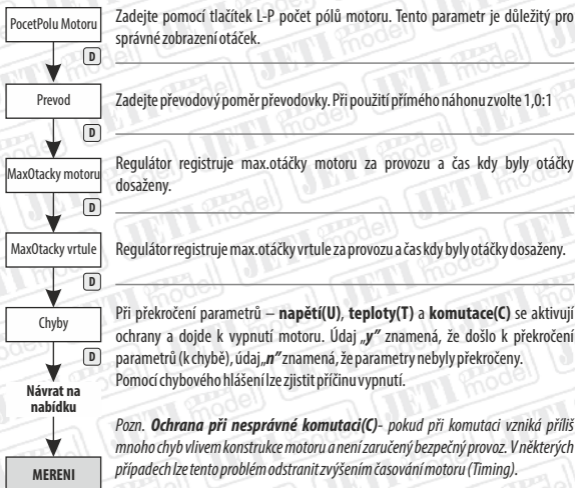 PocetPolu Motoru
Zadejte pomocí tlačítek L-P počet pólů motoru. Tento parametr je důležitý pro
správné zobrazení otáček.
D
Prevod
Zadejte převodový poměr převodovky. Při použití přímého náhonu zvolte 1,0:1
D
MaxOtacky motoru
Regulátor registruje max.otáčky motoru za provozu a čas kdy byly otáčky
dosaženy.
D
MaxOtacky vrtule
Regulátor registruje max.otáčky vrtule za provozu a čas kdy byly otáčky dosaženy.
D
Chyby
Při překročení parametrů – napětí(U), teploty(T) a komutace(C) se aktivují
ochrany a dojde k vypnutí motoru. Údaj „y” znamená, že došlo k překročení
parametrů (k chybě), údaj „n” znamená, že parametry nebyly překročeny.
Pomocí chybového hlášení lze zjistit příčinu vypnutí.
D
Návrat na
nabídku
Pozn. Ochrana při nesprávné komutaci(C)- pokud při komutaci vzniká příliš
mnoho chyb vlivem konstrukce motoru a není zaručený bezpečný provoz. V některých
případech lze tento problém odstranit zvýšením časování motoru (Timing).
MERENI
JETI model